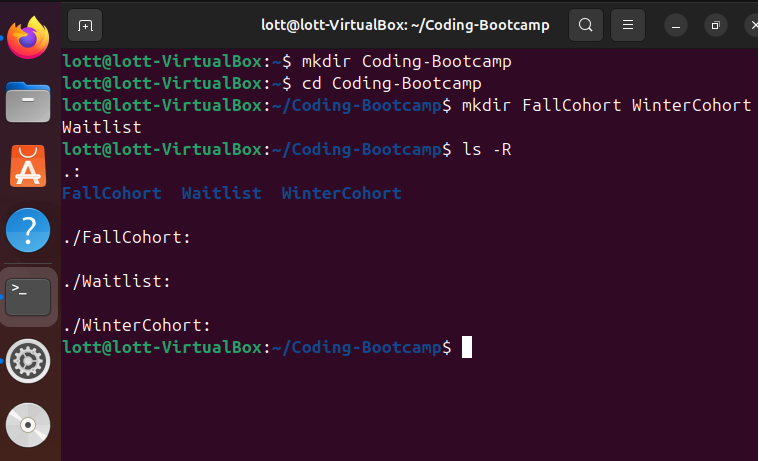 lott@lott-VirtualBox: ~/Coding-Bootcamp
lott@lott-VirtualBox:~$ mkdir Coding-Bootcamp
lott@lott-VirtualBox:~$ cd Coding-Bootcamp
lott@lott-VirtualBox:~/Coding-Bootcamp$ mkdir FallCohort WinterCohort
Waitlist
lott@lott-VirtualBox:~/Coding-Bootcamp$ ls -R
.:
FallCohort  Waitlist  WinterCohort
./FallCohort:
./Waitlist:
./WinterCohort:
lott@lott-VirtualBox:~/Coding-Bootcamp$